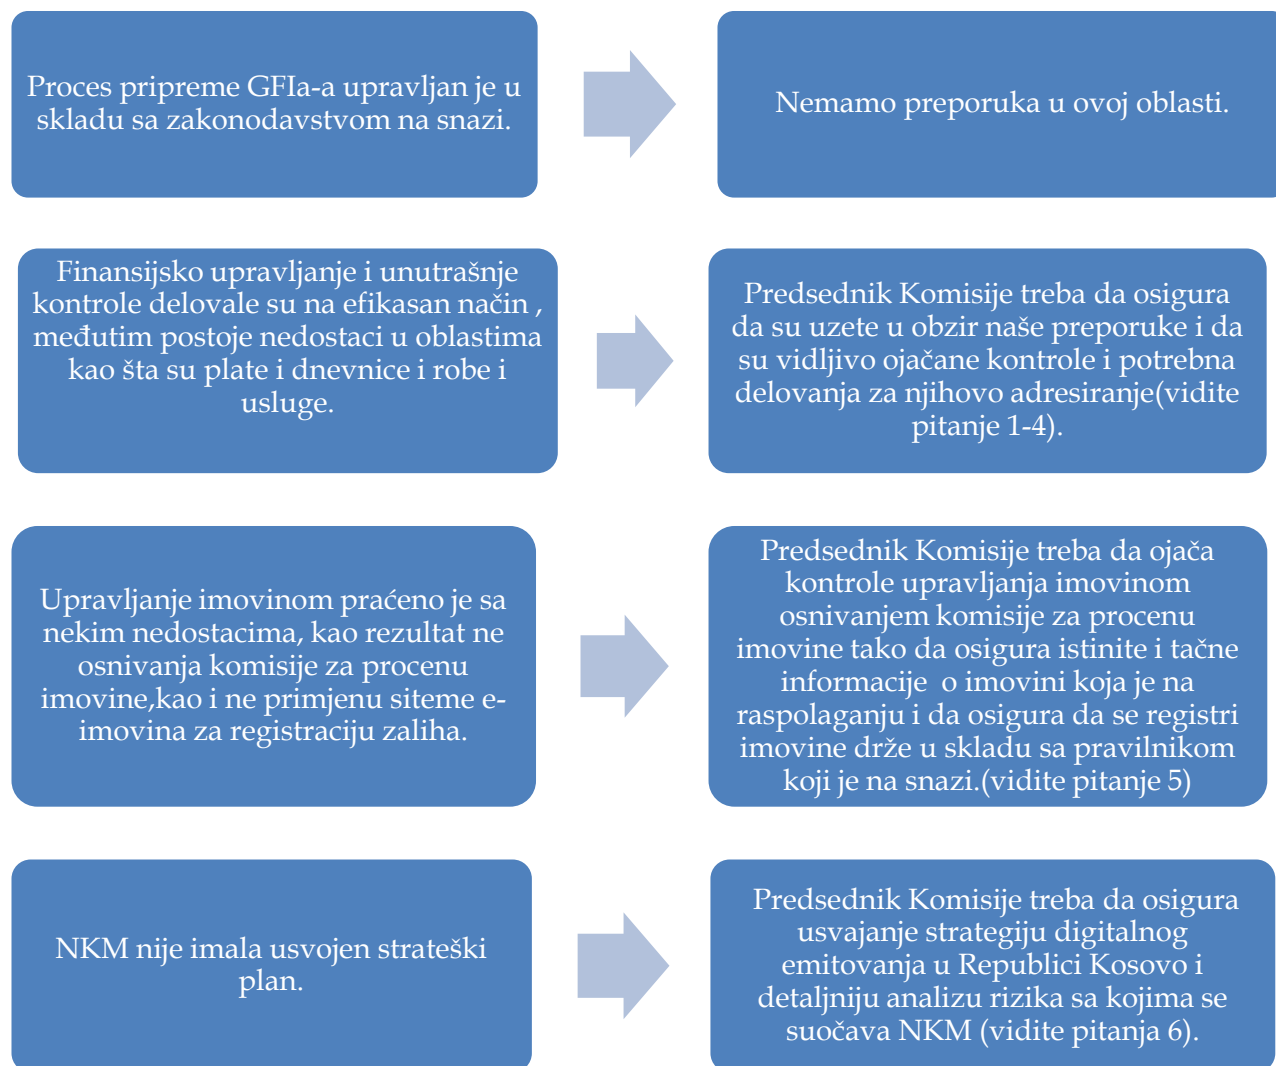 Proces pripreme GFIa-a upravljan je u
skladu sa zakonodavstvom na snazi.
Nemamo preporuka u ovoj oblasti.
Finansijsko upravljanje i unutrašnje
kontrole delovale su na efikasan način ,
međutim postoje nedostaci u oblastima
kao šta su plate i dnevnice i robe i
usluge.
Predsednik Komisije treba da osigura
da su uzete u obzir naše preporuke i da
su vidljivo ojačane kontrole i potrebna
delovanja za njihovo adresiranje(vidite
pitanje 1-4).
Upravljanje imovinom praćeno je sa
nekim nedostacima, kao rezultat ne
osnivanja komisije za procenu
imovine,kao i ne primjenu siteme e-
imovina za registraciju zaliha.
Predsednik Komisije treba da ojača
kontrole upravljanja imovinom
osnivanjem komisije za procenu
imovine tako da osigura istinite i tačne
informacije  o imovini koja je na
raspolaganju i da osigura da se registri
imovine drže u skladu sa pravilnikom
koji je na snazi.(vidite pitanje 5)
NKM nije imala usvojen strateški
plan.
Predsednik Komisije treba da osigura
usvajanje strategiju digitalnog
emitovanja u Republici Kosovo i
detaljniju analizu rizika sa kojima se
suočava NKM (vidite pitanja 6).